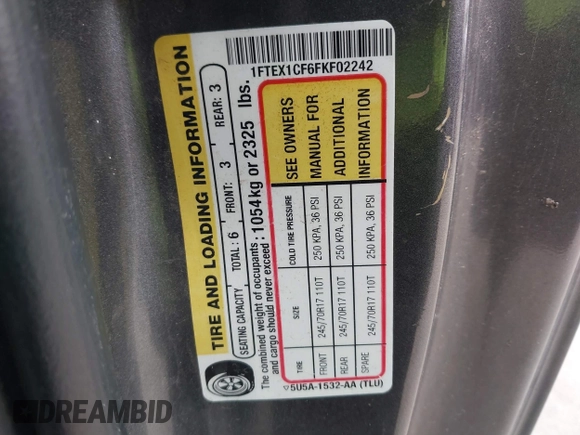 1FTEX1CF6FKF02242
TIRE AND LOADING INFORMATION
SEATING CAPACITY TOTAL: 6 FRONT: 3 REAR: 3
The combined weight of occupants : 1054kg or 2325 lbs.
and cargo should never exceed
TIRE SIZE COLD TIRE PRESSURE SEE OWNERS
FRONT 245/70R17 110T 250 KPA, 36 PSI MANUAL FOR
REAR 245/70R17 110T 250 KPA, 36 PSI ADDITIONAL
SPARE 245/70R17 110T 250 KPA, 36 PSI INFORMATION
5U5A-1532-AA (TLU)
DREAMBID